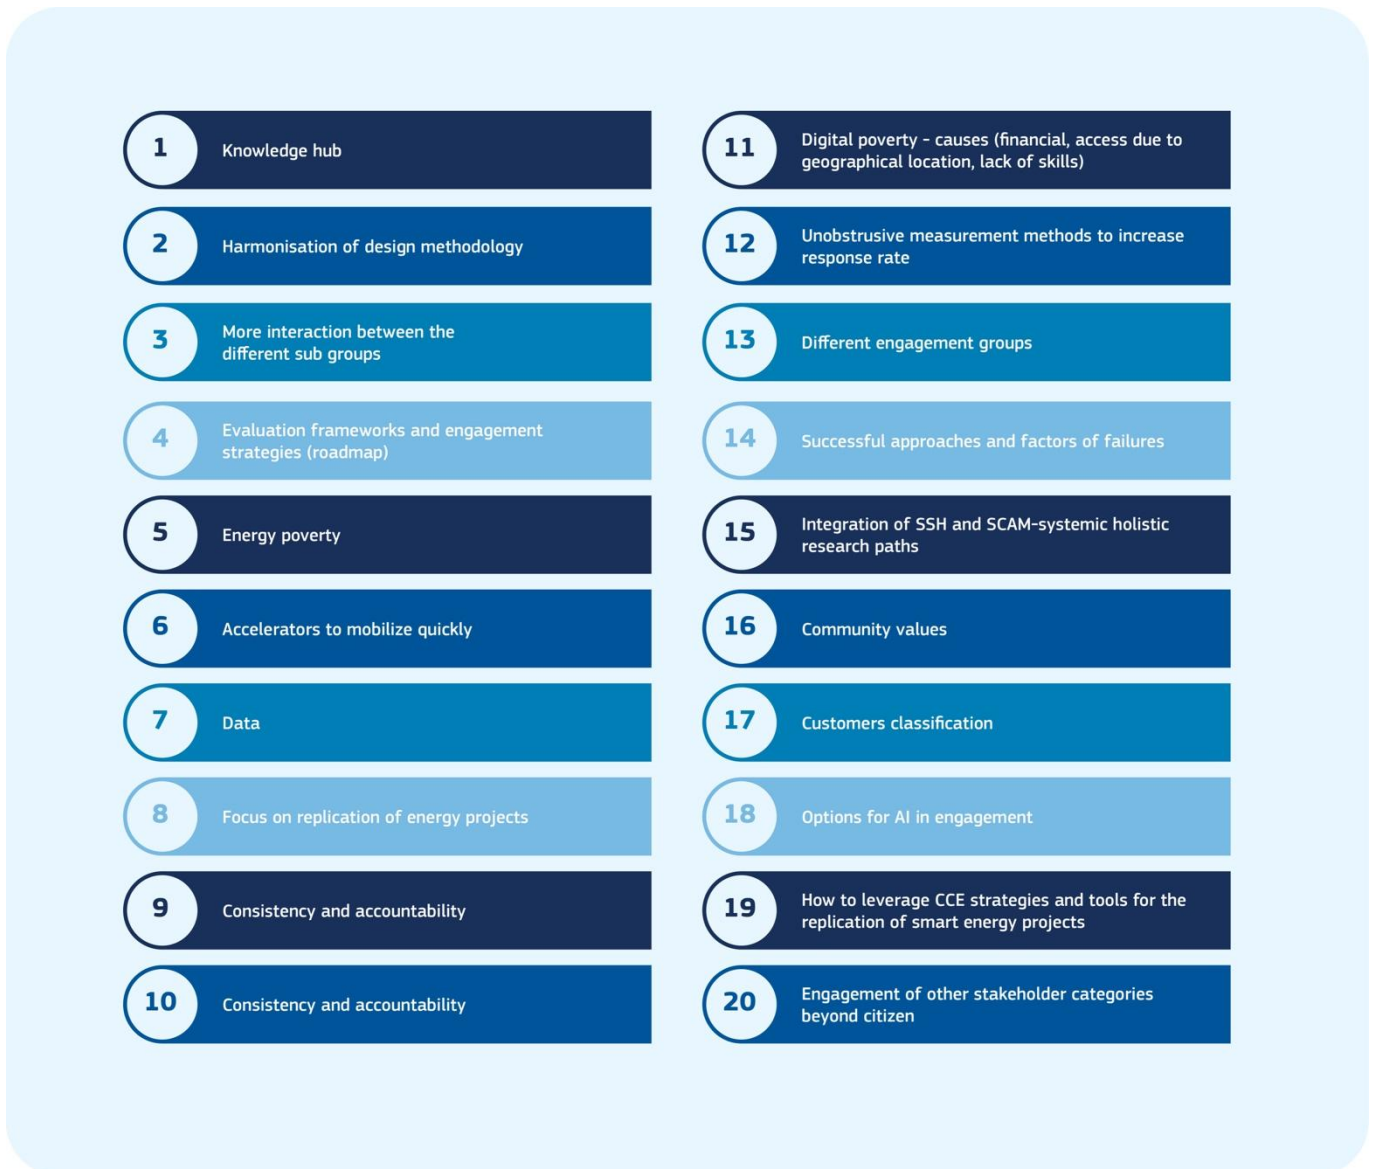 1
Knowledge hub
2
Harmonisation of design methodology
3
More interaction between the
different sub groups
4
Evaluation frameworks and engagement
strategies (roadmap)
5
Energy poverty
6
Accelerators to mobilize quickly
7
Data
8
Focus on replication of energy projects
9
Consistency and accountability
10
Consistency and accountability
11
Digital poverty - causes (financial, access due to
geographical location, lack of skills)
12
Unobstrusive measurement methods to increase
response rate
13
Different engagement groups
14
Successful approaches and factors of failures
15
Integration of SSH and SCAM-systemic holistic
research paths
16
Community values
17
Customers classification
18
Options for AI in engagement
19
How to leverage CCE strategies and tools for the
replication of smart energy projects
20
Engagement of other stakeholder categories
beyond citizen